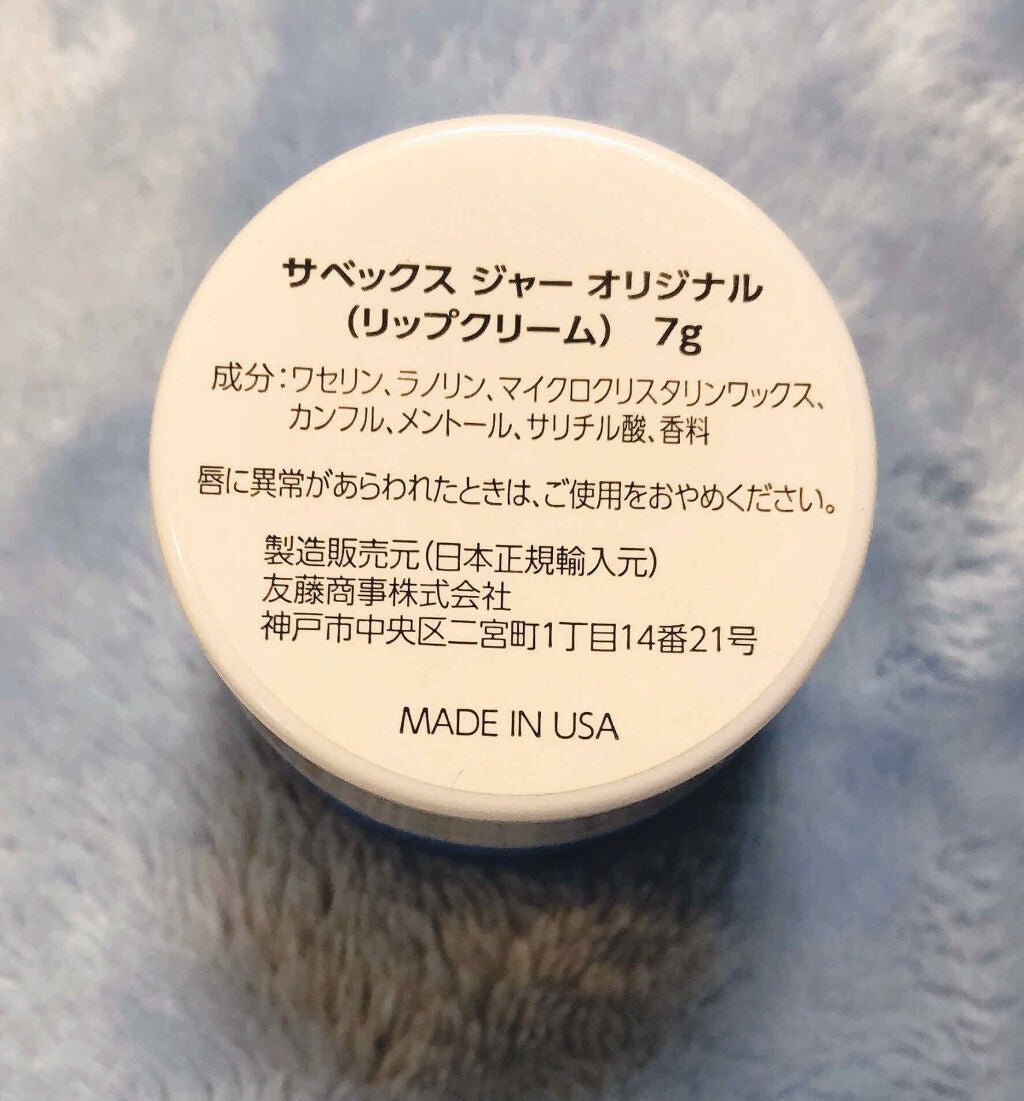 サベックス ジャー オリジナル
（リップクリーム） 7g
成分：ワセリン、ラノリン、マイクロクリスタリンワックス、
カンフル、メントール、サリチル酸、香料
唇に異常があらわれたときは、ご使用をおやめください。
製造販売元（日本正規輸入元）
友藤商事株式会社
神戸市中央区二宮町1丁目14番21号
MADE IN USA